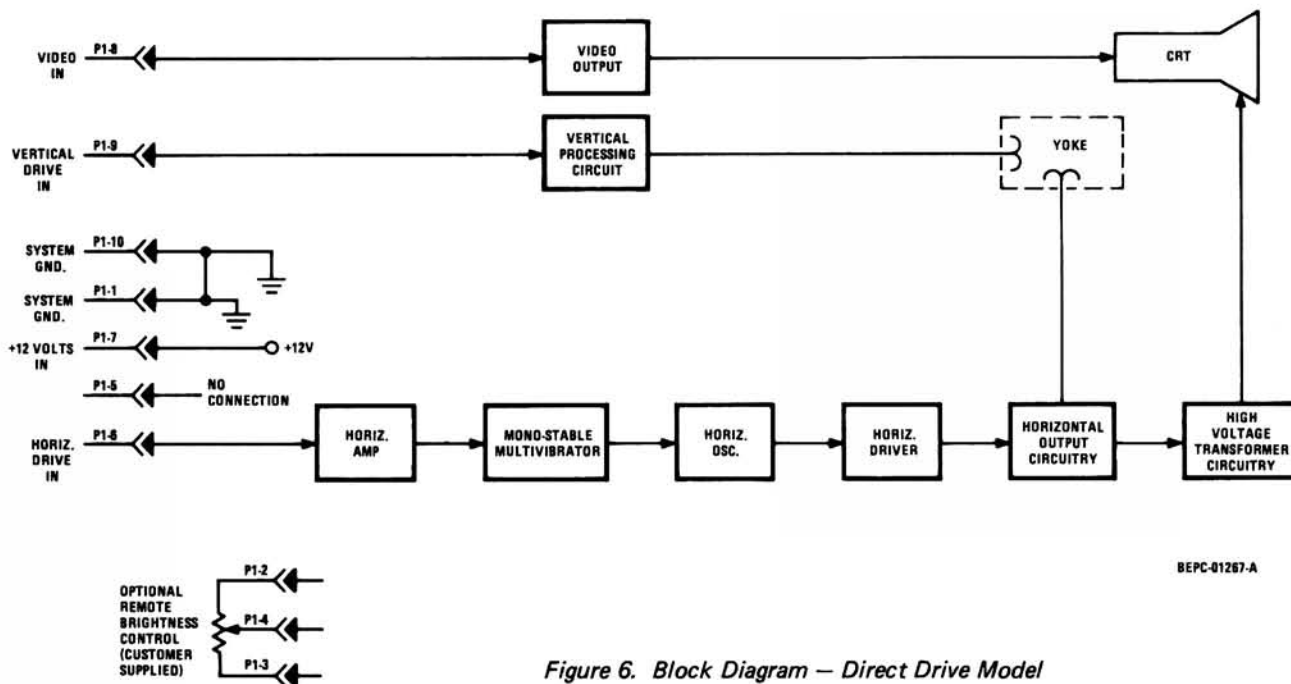 P1-8
VIDEO
IN
VIDEO
OUTPUT
CRT
P1-9
VERTICAL
DRIVE
IN
VERTICAL
PROCESSING
CIRCUIT
YOKE
P1-10
SYSTEM
GND.
P1-1
SYSTEM
GND.
P1-7
+12 VOLTS
IN
+12V
P1-5
NO
CONNECTION
P1-6
HORIZ.
DRIVE
IN
HORIZ.
AMP
MONO-STABLE
MULTIVIBRATOR
HORIZ.
OSC.
HORIZ.
DRIVER
HORIZONTAL
OUTPUT
CIRCUITRY
HIGH
VOLTAGE
TRANSFORMER
CIRCUITRY
BEPC-01267-A
OPTIONAL
REMOTE
BRIGHTNESS
CONTROL
(CUSTOMER
SUPPLIED)
P1-2
P1-4
P1-3
Figure 6. Block Diagram — Direct Drive Model